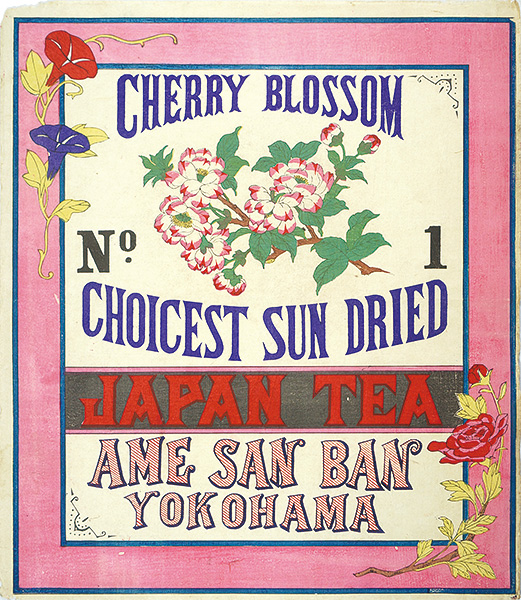 CHERRY BLOSSOM
Nº 1
CHOICEST SUN DRIED
JAPAN TEA
AME SAN BAN
YOKOHAMA